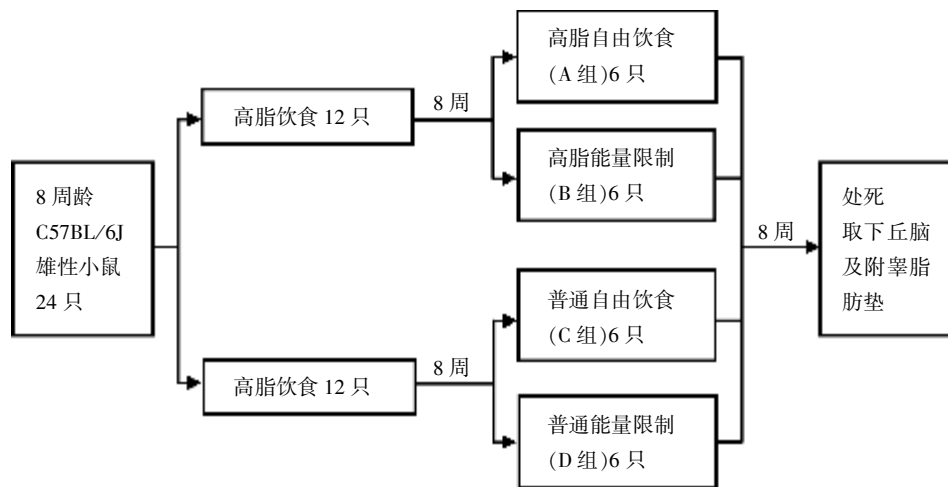 8 周龄
C57BL/6J
雄性小鼠
24 只
高脂饮食 12 只
8 周
高脂自由饮食
(A 组)6 只
高脂能量限制
(B 组)6 只
高脂饮食 12 只
8 周
普通自由饮食
(C 组)6 只
普通能量限制
(D 组)6 只
8 周
处死
取下丘脑
及附睾脂
肪垫